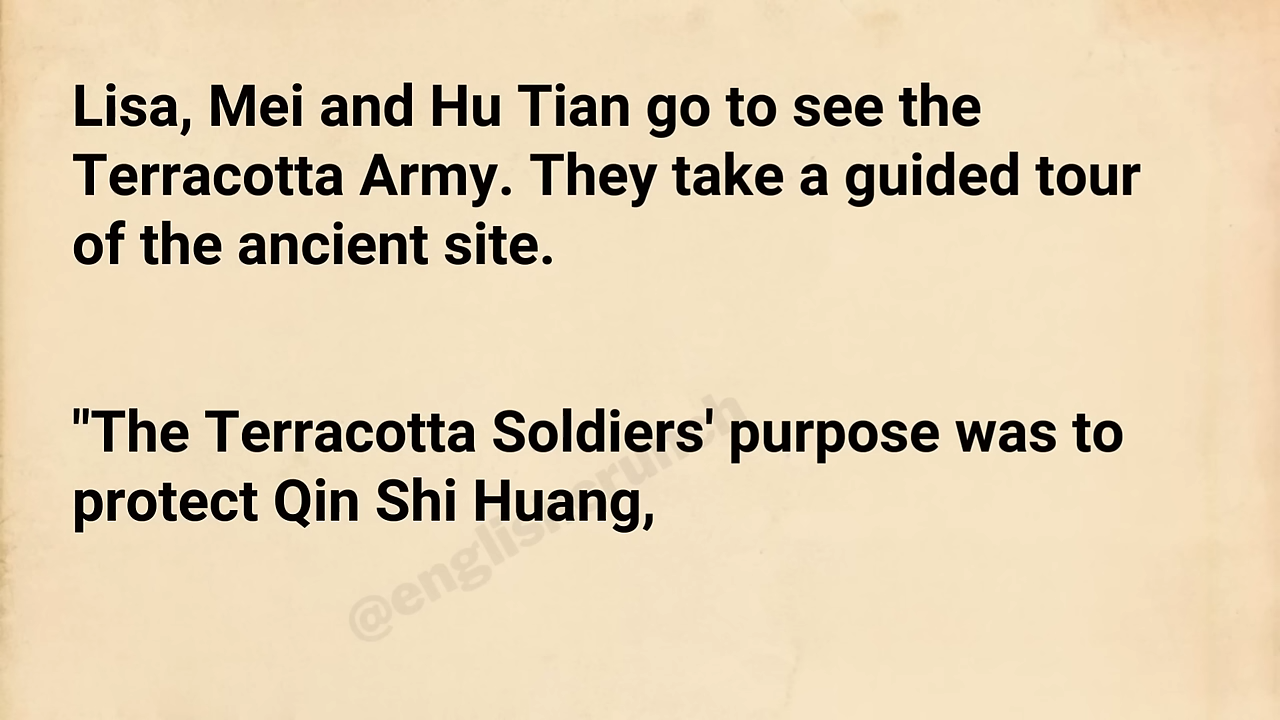 Lisa, Mei and Hu Tian go to see the
Terracotta Army. They take a guided tour
of the ancient site.
"The Terracotta Soldiers' purpose was to
protect Qin Shi Huang,